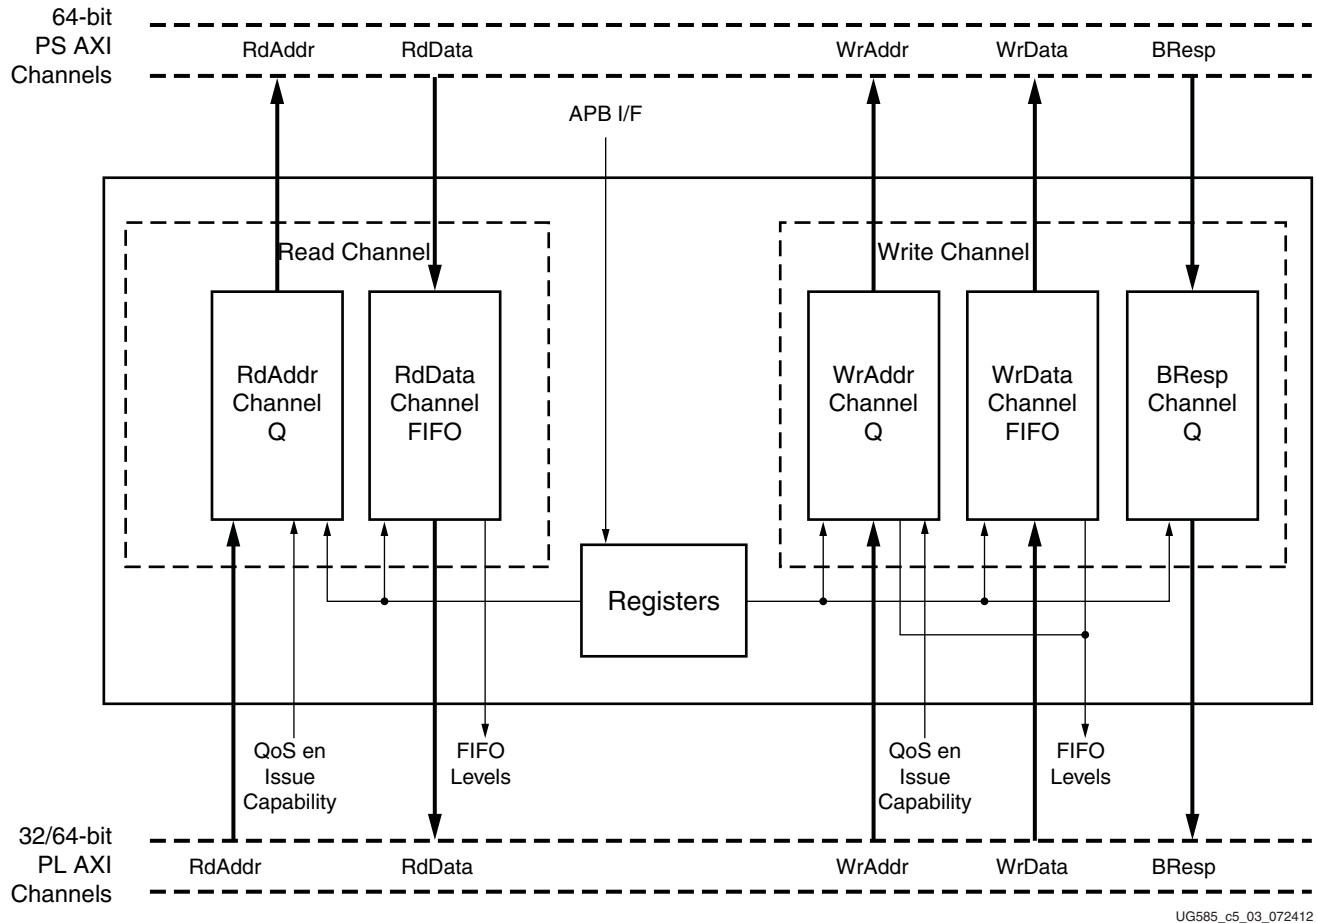 64-bit
PS AXI
Channels
RdAddr
RdData
WrAddr
WrData
BResp
APB I/F
Read Channel
Write Channel
RdAddr
Channel
Q
RdData
Channel
FIFO
WrAddr
Channel
Q
WrData
Channel
FIFO
BResp
Channel
Q
Registers
QoS en
Issue
Capability
FIFO
Levels
QoS en
Issue
Capability
FIFO
Levels
32/64-bit
PL AXI
Channels
RdAddr
RdData
WrAddr
WrData
BResp
UG585_c5_03_072412